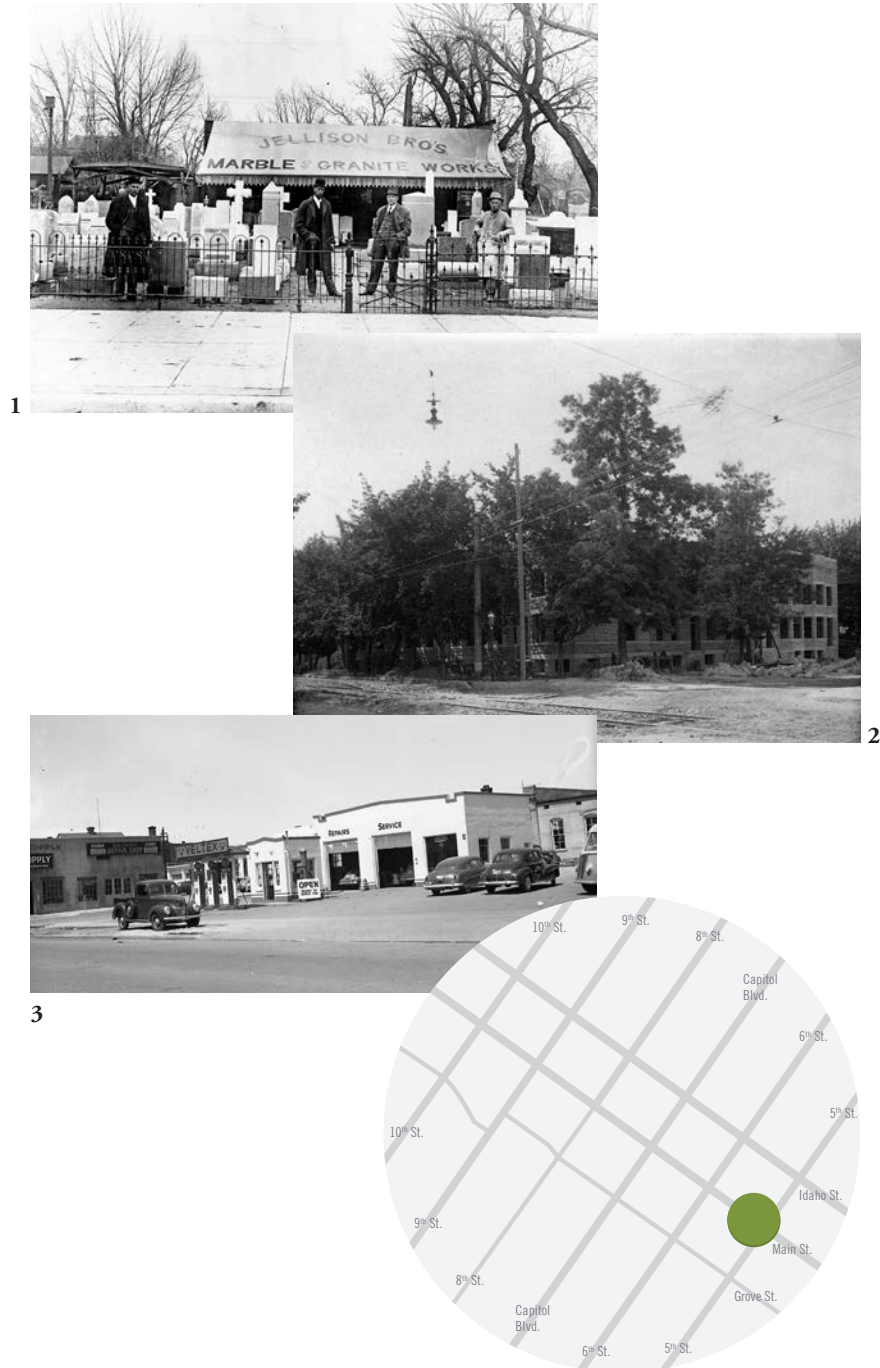 JELLISON BRO'S.
MARBLE & GRANITE WORKS
1
2
UPPLY
VELTEX
REPAIRS SERVICE
OPEN
3
10th St.
9th St.
8th St.
Capitol
Blvd.
6th St.
5th St.
10th St.
Idaho St.
9th St.
Main St.
8th St.
Grove St.
Capitol
Blvd.
6th St.
5th St.